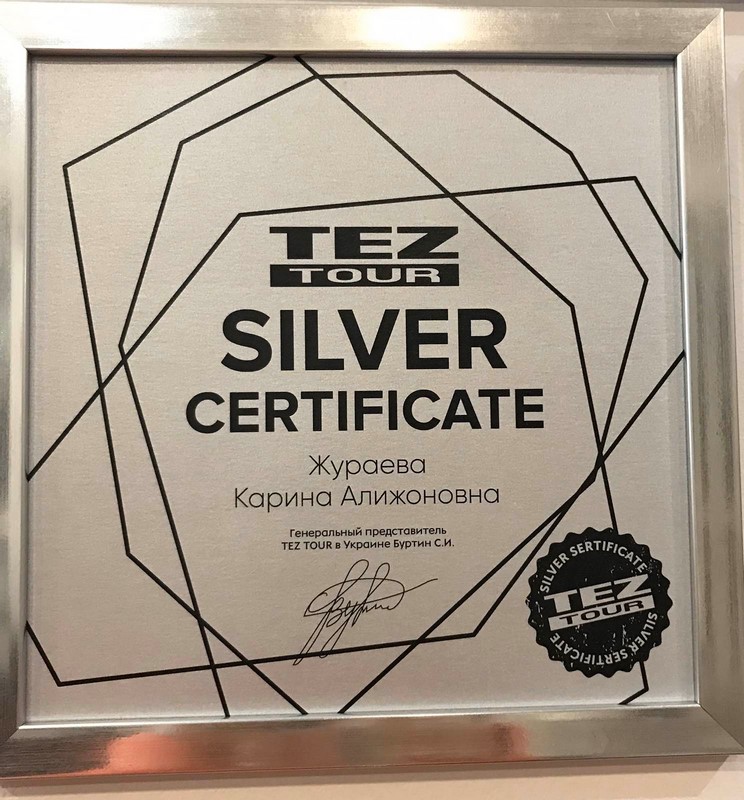 TEZ
TOUR
SILVER
CERTIFICATE
Жураева
Карина Алижоновна
Генеральный представитель
TEZ TOUR в Украине Буртин С.И.
SILVER SERTIFICATE
TEZ
TOUR
SILVER SERTIFICATE